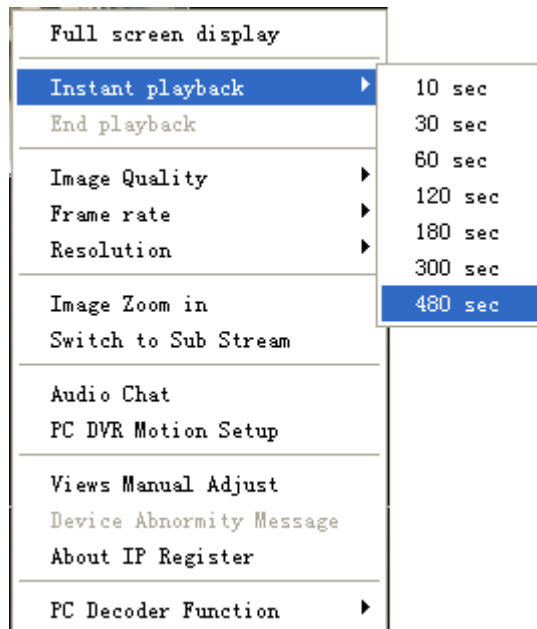 Full screen display
Instant playback
End playback
Image Quality
Frame rate
Resolution
Image Zoom in
Switch to Sub Stream
Audio Chat
PC DVR Motion Setup
Views Manual Adjust
Device Abnormity Message
About IP Register
PC Decoder Function
10 sec
30 sec
60 sec
120 sec
180 sec
300 sec
480 sec